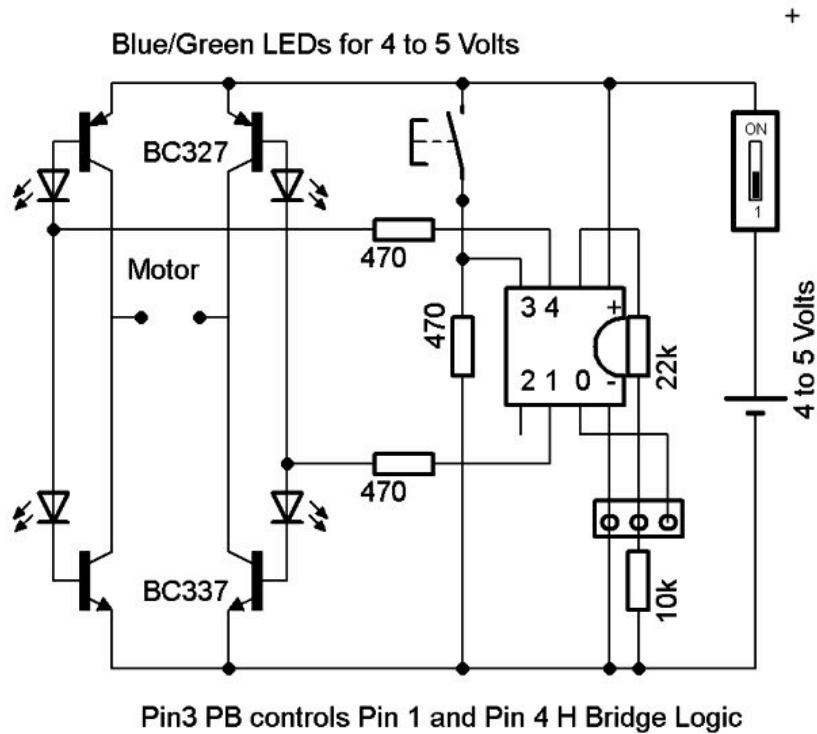 +
Blue/Green LEDs for 4 to 5 Volts
BC327
ON
1
470
Motor
3 4
+
470
22k
4 to 5 Volts
2 1 0 -
470
BC337
10k
Pin3 PB controls Pin 1 and Pin 4 H Bridge Logic